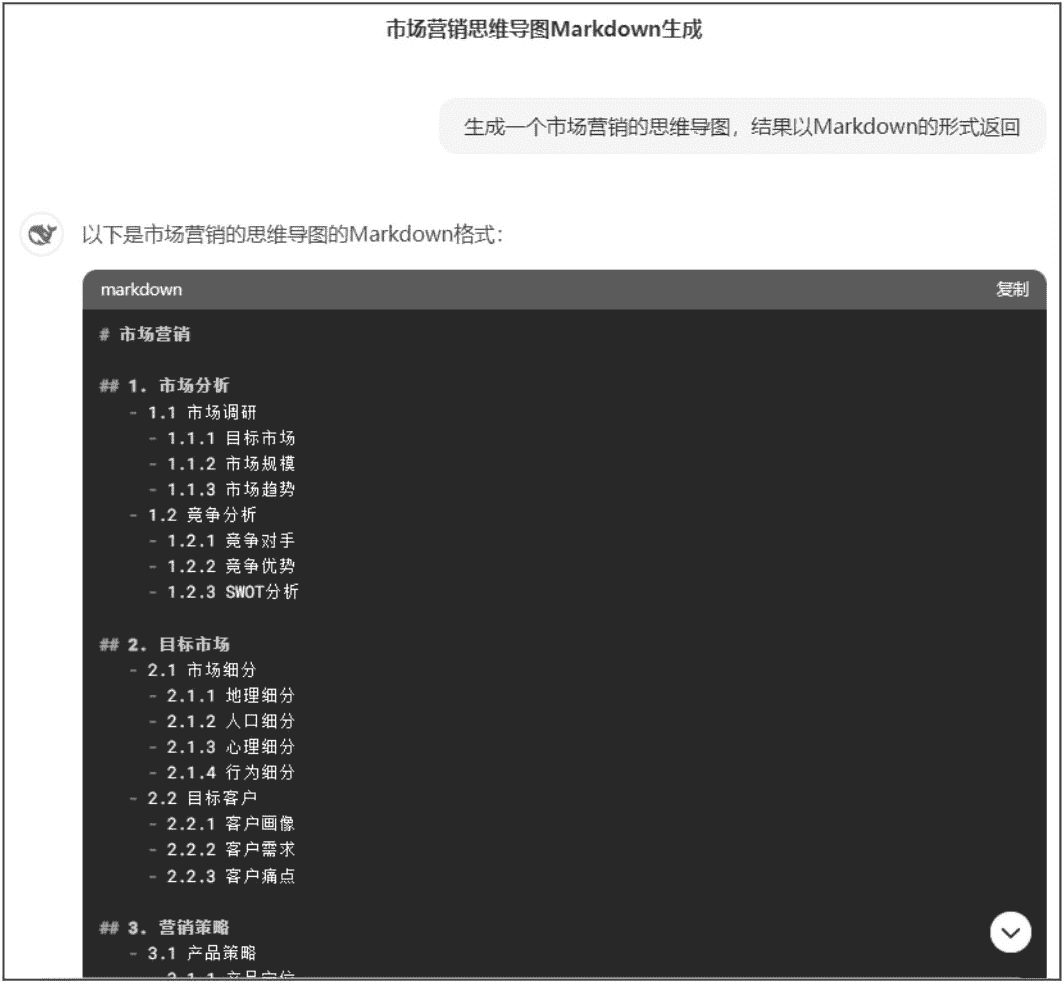 市场营销思维导图Markdown生成
生成一个市场营销的思维导图，结果以Markdown的形式返回
以下是市场营销的思维导图的Markdown格式：
markdown 复制
# 市场营销
## 1. 市场分析
- 1.1 市场调研
- 1.1.1 目标市场
- 1.1.2 市场规模
- 1.1.3 市场趋势
- 1.2 竞争分析
- 1.2.1 竞争对手
- 1.2.2 竞争优势
- 1.2.3 SWOT分析
## 2. 目标市场
- 2.1 市场细分
- 2.1.1 地理细分
- 2.1.2 人口细分
- 2.1.3 心理细分
- 2.1.4 行为细分
- 2.2 目标客户
- 2.2.1 客户画像
- 2.2.2 客户需求
- 2.2.3 客户痛点
## 3. 营销策略
- 3.1 产品策略